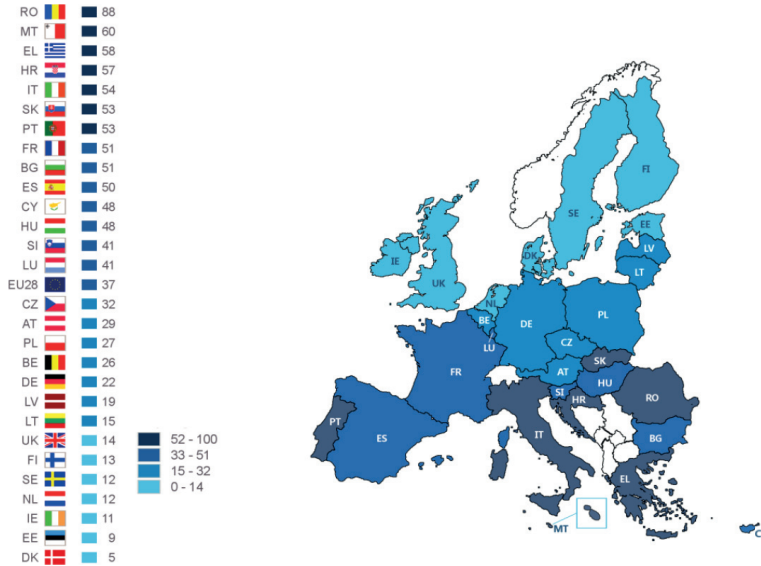 RO 88
MT 60
EL 58
HR 57
IT 54
SK 53
PT 53
FR 51
BG 51
ES 50
CY 48
HU 48
SI 41
LU 41
EU28 37
CZ 32
AT 29
PL 27
BE 26
DE 22
LV 19
LT 15
UK 14
FI 13
SE 12
NL 12
IE 11
EE 9
DK 5
52 - 100
33 - 51
15 - 32
0 - 14
FI
SE
EE
LV
DK
LT
IE
UK
NL
BE
DE
PL
LU
CZ
SK
FR
AT
HU
SI
HR
RO
PT
ES
IT
BG
EL
MT
C